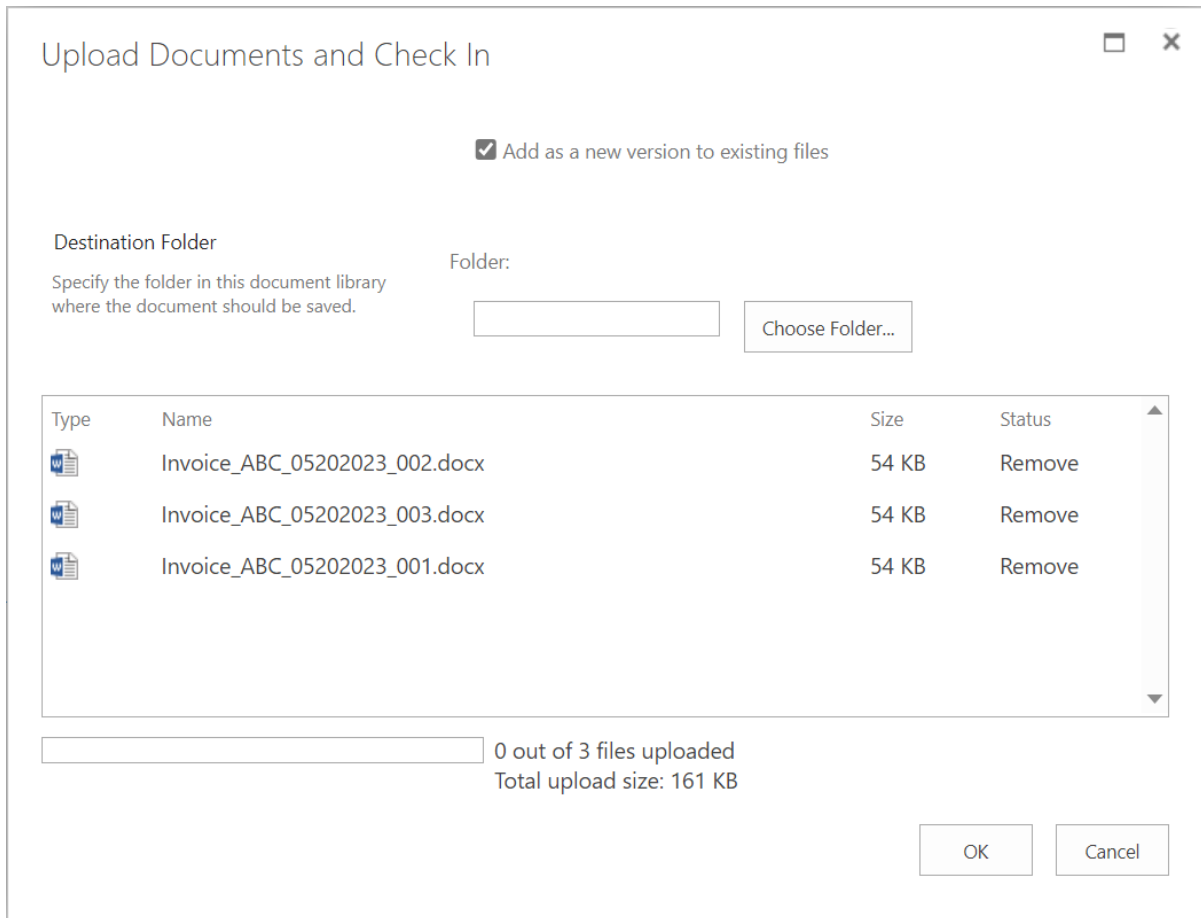 Upload Documents and Check In
Add as a new version to existing files
Destination Folder
Specify the folder in this document library
where the document should be saved.
Folder:
Choose Folder...
Type Name Size Status
Invoice_ABC_05202023_002.docx 54 KB Remove
Invoice_ABC_05202023_003.docx 54 KB Remove
Invoice_ABC_05202023_001.docx 54 KB Remove
0 out of 3 files uploaded
Total upload size: 161 KB
OK Cancel